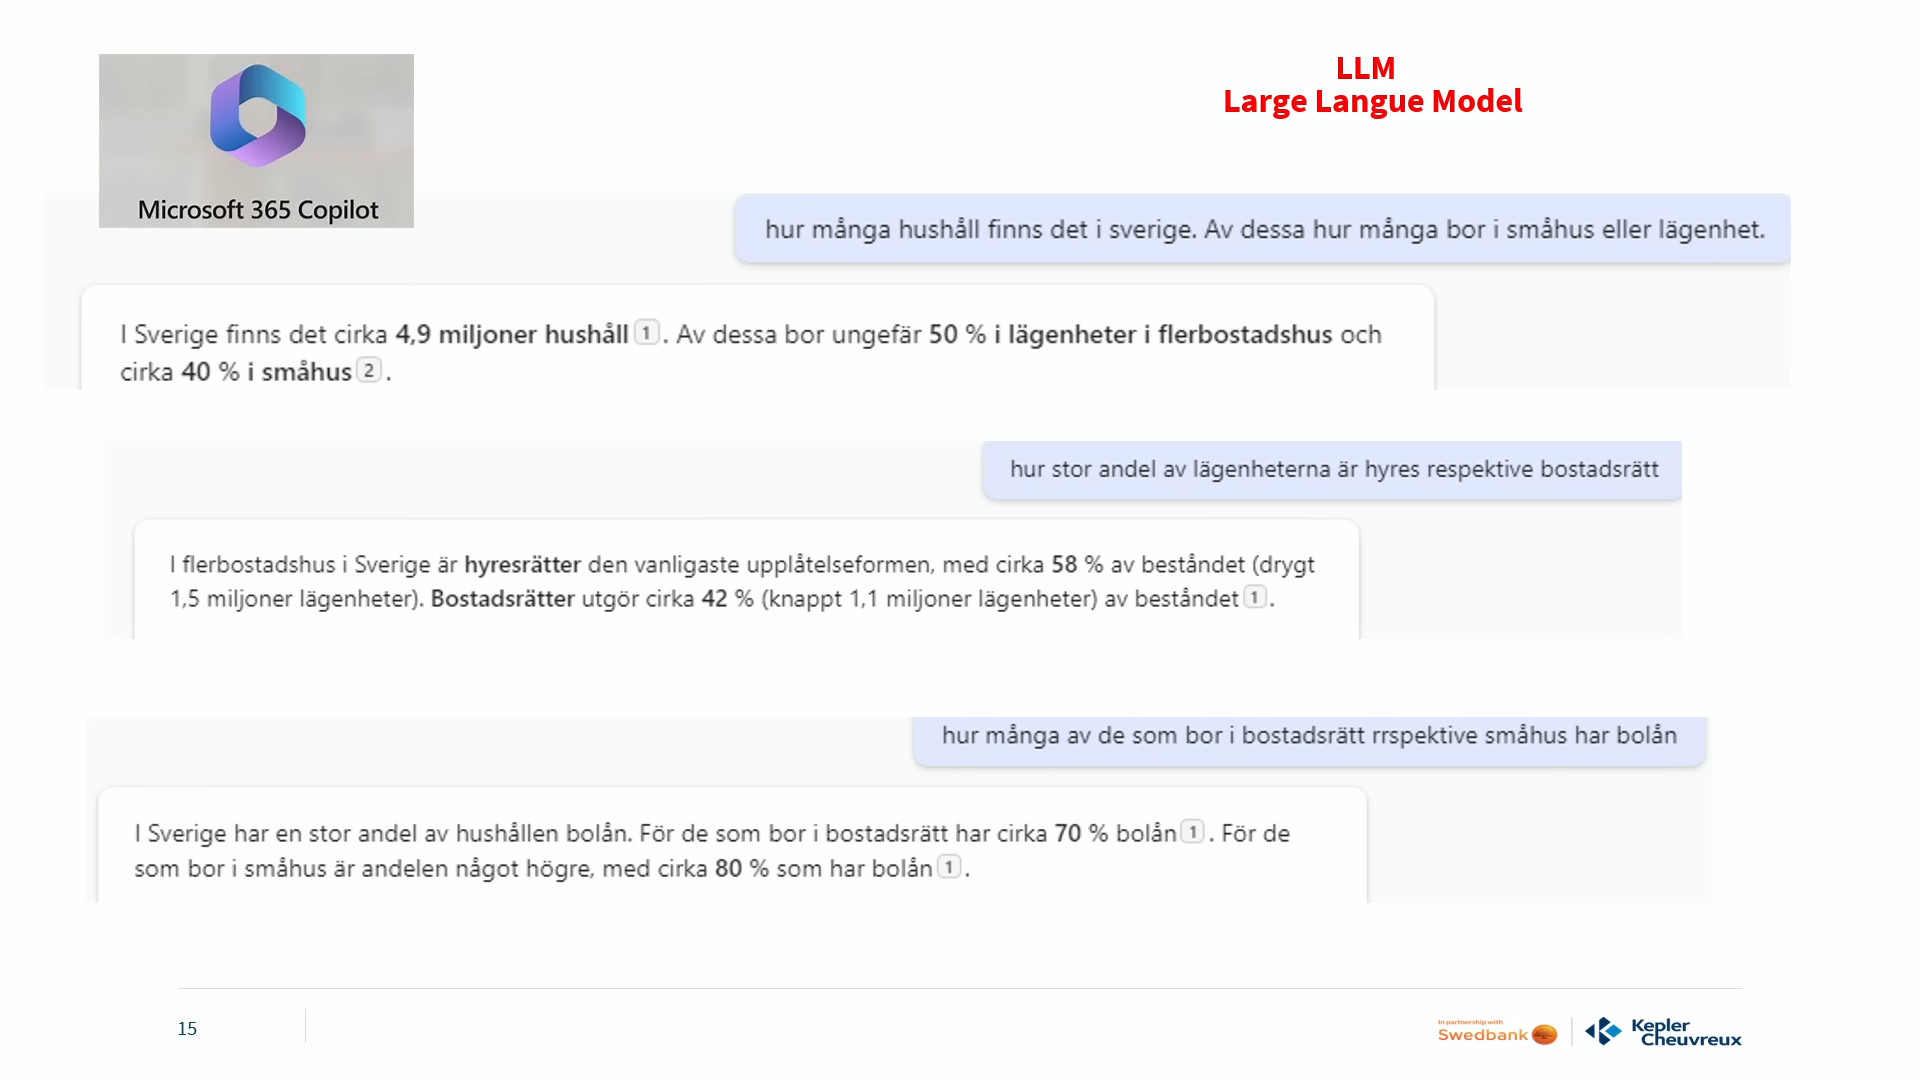 LLM
Large Langue Model
Microsoft 365 Copilot
hur många hushåll finns det i sverige. Av dessa hur många bor i småhus eller lägenhet.
I Sverige finns det cirka 4,9 miljoner hushåll 1. Av dessa bor ungefär 50 % i lägenheter i flerbostadshus och
cirka 40 % i småhus 2.
hur stor andel av lägenheterna är hyres respektive bostadsrätt
I flerbostadshus i Sverige är hyresrätter den vanligaste upplåtelseformen, med cirka 58 % av beståndet (drygt
1,5 miljoner lägenheter). Bostadsrätter utgör cirka 42 % (knappt 1,1 miljoner lägenheter) av beståndet 1.
hur många av de som bor i bostadsrätt rrspektive småhus har bolån
I Sverige har en stor andel av hushållen bolån. För de som bor i bostadsrätt har cirka 70 % bolån 1. För de
som bor i småhus är andelen något högre, med cirka 80 % som har bolån 1.
15
In partnership with
Swedbank
Kepler
Cheuvreux